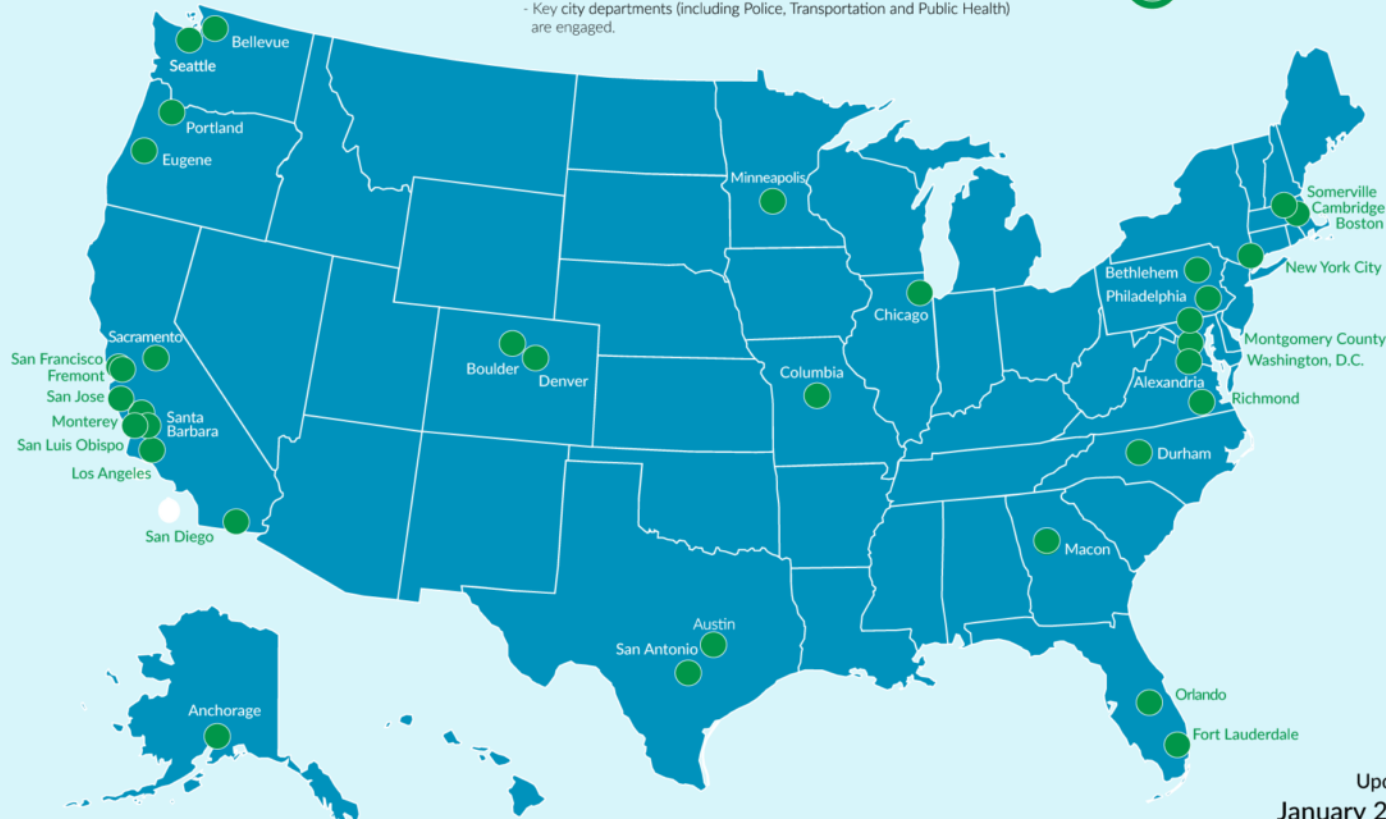 - Key city departments (including Police, Transportation and Public Health)
are engaged.
Bellevue
Seattle
Portland
Eugene
Minneapolis
Somerville
Cambridge
Boston
New York City
Bethlehem
Philadelphia
Chicago
Montgomery County
Washington, D.C.
Alexandria
Richmond
Sacramento
San Francisco
Fremont
San Jose
Monterey
Santa
Barbara
San Luis Obispo
Los Angeles
San Diego
Boulder
Denver
Columbia
Durham
Macon
Austin
San Antonio
Orlando
Fort Lauderdale
Anchorage
January 2